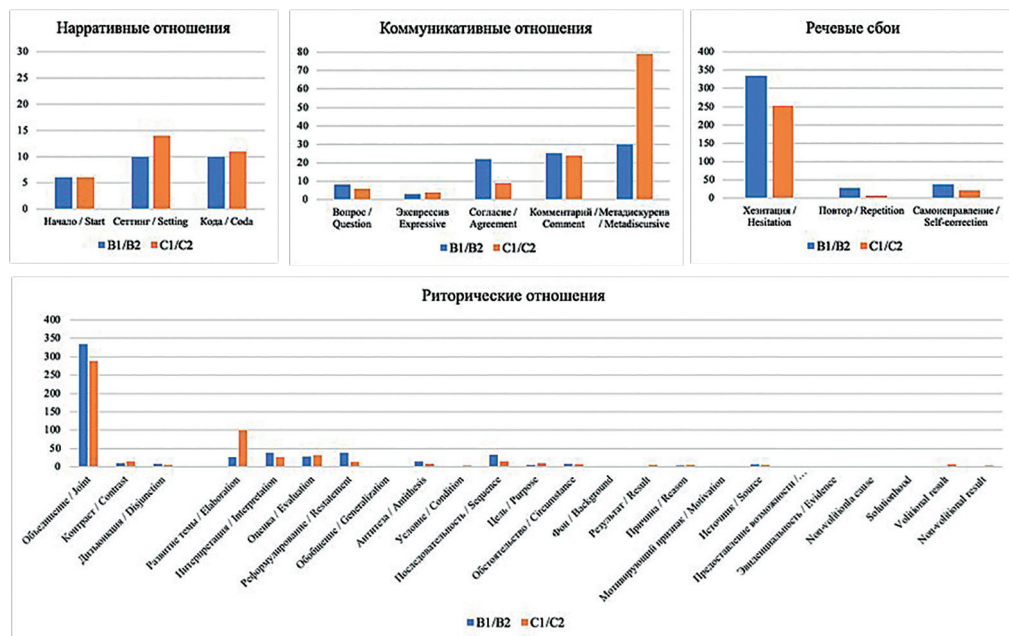 Нарративные отношения
30
25
20
15
10
5
0
Начало / Start
Сеттинг / Setting
Кода / Coda
B1/B2
C1/C2
Коммуникативные отношения
80
70
60
50
40
30
20
10
0
Вопрос / Question
Экспрессив Expressive
Согласие / Agreement
Комментарий / Comment
Метадискурсив / Metadiscursive
B1/B2
C1/C2
Речевые сбои
400
350
300
250
200
150
100
50
0
Хезитация / Hesitation
Повтор / Repetition
Самоисправление / Self-correction
B1/B2
C1/C2
Риторические отношения
400
350
300
250
200
150
100
50
0
Объединение / Joint
Контраст / Contrast
Дизъюнкция / Disjunction
Развитие темы / Elaboration
Интерпретация / Interpretation
Оценка / Evaluation
Реформулирование / Restatement
Обобщение / Generalization
Антитеза / Antithesis
Условие / Condition
Последовательность / Sequence
Цель / Purpose
Обстоятельство / Circumstance
Фон / Background
Результат / Result
Причина / Reason
Мотивирующий признак / Motivation
Источник / Source
Предоставление возможности /…
Эвиденциальность / Evidence
Non-volitionla cause
Solutionhood
Volitional result
Non-volitional result
B1/B2
C1/C2